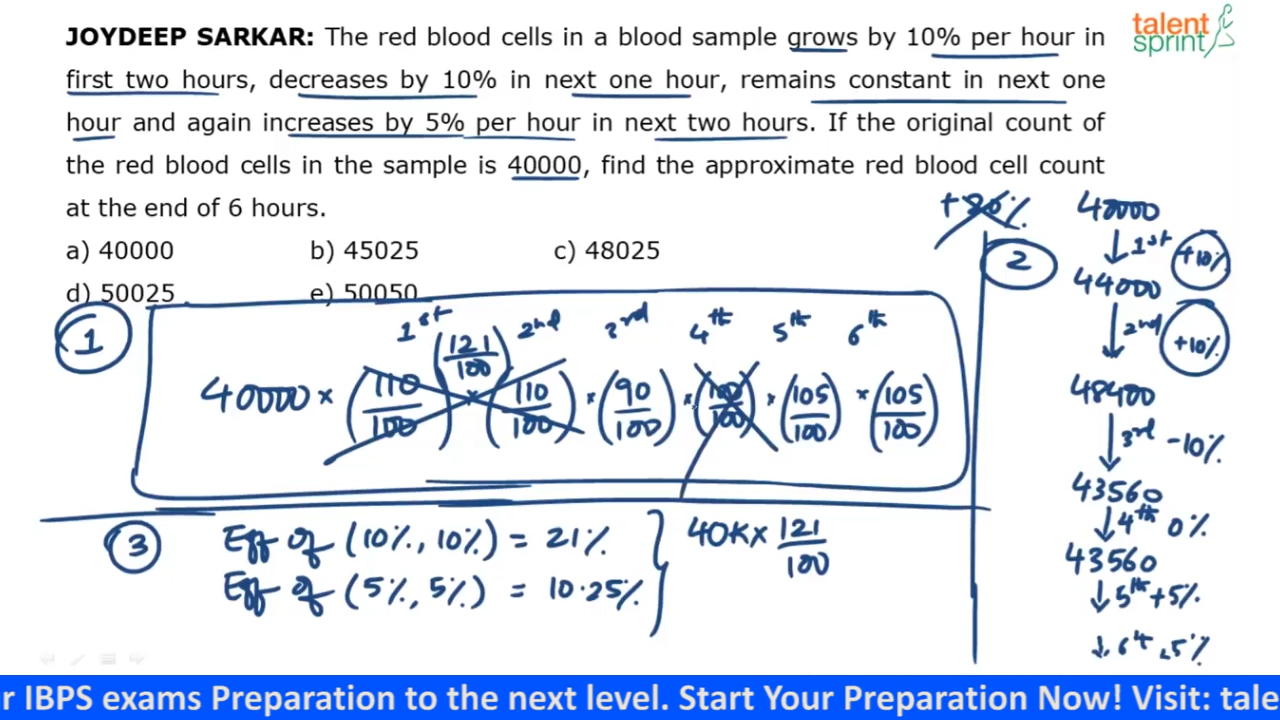 JOYDEEP SARKAR: The red blood cells in a blood sample grows by 10% per hour in
first two hours, decreases by 10% in next one hour, remains constant in next one
hour and again increases by 5% per hour in next two hours. If the original count of
the red blood cells in the sample is 40000, find the approximate red blood cell count
at the end of 6 hours.
a) 40000 b) 45025 c) 48025
d) 50025 e) 50050
talent
sprint
+20%
1
1st 2nd 3rd 4th 5th 6th
(121/100)
40000 × (110/100) × (110/100) × (90/100) × (100/100) × (105/100) × (105/100)
2
40000
↓ 1st +10%
44000
↓ 2nd +10%
48400
↓ 3rd -10%
43560
↓ 4th 0%
43560
↓ 5th +5%
↓ 6th 5%
3
Eff of (10%, 10%) = 21%
Eff of (5%, 5%) = 10.25%
40K × 121/100
r IBPS exams Preparation to the next level. Start Your Preparation Now! Visit: tale